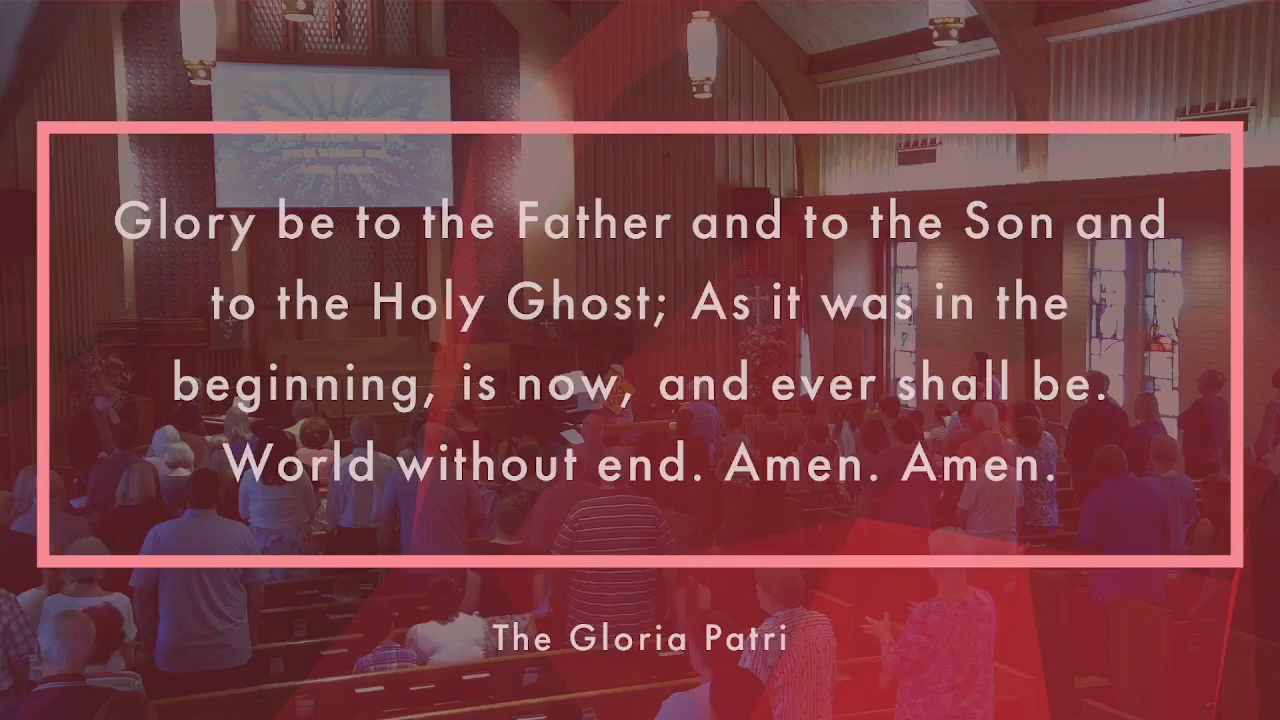 Glory be to the Father and to the Son and
to the Holy Ghost; As it was in the
beginning, is now, and ever shall be.
World without end. Amen. Amen.
The Gloria Patri